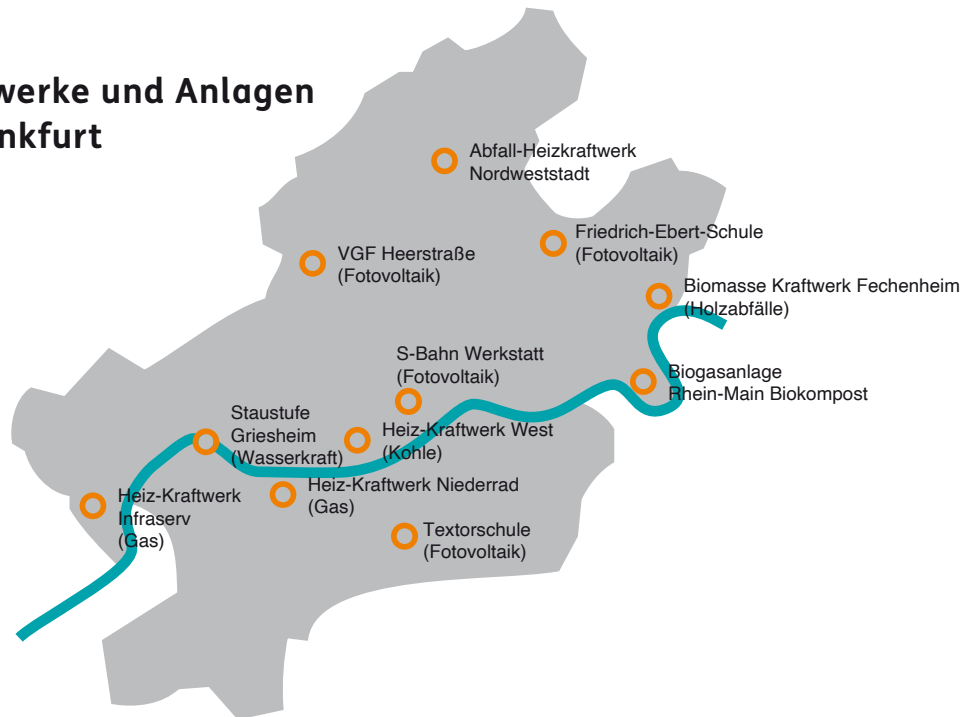 werke und Anlagen
nkfurt
Abfall-Heizkraftwerk
Nordweststadt
Friedrich-Ebert-Schule
(Fotovoltaik)
VGF Heerstraße
(Fotovoltaik)
Biomasse Kraftwerk Fechenheim
(Holzabfälle)
S-Bahn Werkstatt
(Fotovoltaik)
Biogasanlage
Rhein-Main Biokompost
Staustufe
Griesheim
(Wasserkraft)
Heiz-Kraftwerk West
(Kohle)
Heiz-Kraftwerk Niederrad
(Gas)
Heiz-Kraftwerk
Infraserv
(Gas)
Textorschule
(Fotovoltaik)